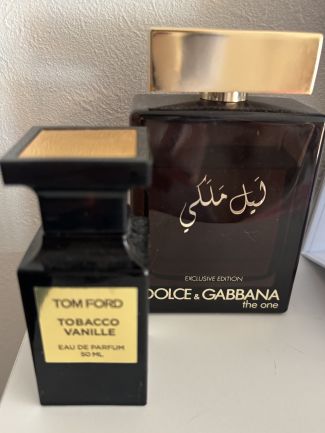 TOM FORD
TOBACCO
VANILLE
EAU DE PARFUM
50 ML
ليل ملكي
EXCLUSIVE EDITION
DOLCE & GABBANA
the one